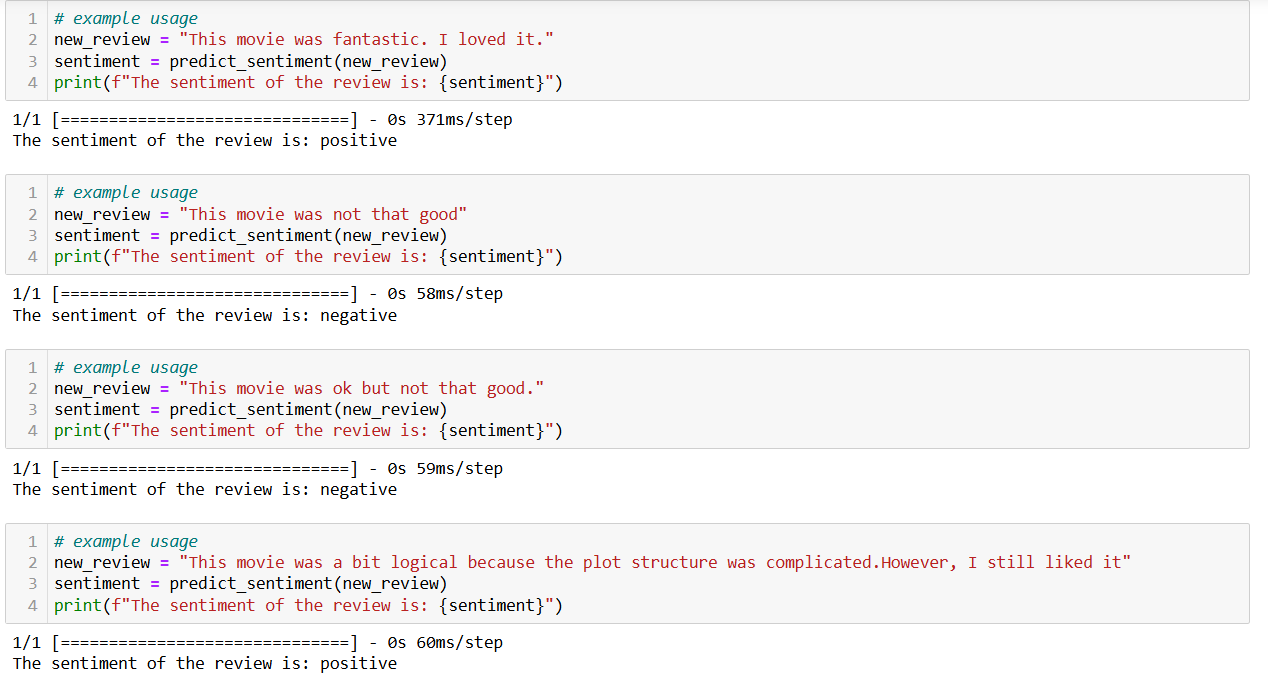 1 # example usage
2 new_review = "This movie was fantastic. I loved it."
3 sentiment = predict_sentiment(new_review)
4 print(f"The sentiment of the review is: {sentiment}")
1/1 [==============================] - 0s 371ms/step
The sentiment of the review is: positive
1 # example usage
2 new_review = "This movie was not that good"
3 sentiment = predict_sentiment(new_review)
4 print(f"The sentiment of the review is: {sentiment}")
1/1 [==============================] - 0s 58ms/step
The sentiment of the review is: negative
1 # example usage
2 new_review = "This movie was ok but not that good."
3 sentiment = predict_sentiment(new_review)
4 print(f"The sentiment of the review is: {sentiment}")
1/1 [==============================] - 0s 59ms/step
The sentiment of the review is: negative
1 # example usage
2 new_review = "This movie was a bit logical because the plot structure was complicated.However, I still liked it"
3 sentiment = predict_sentiment(new_review)
4 print(f"The sentiment of the review is: {sentiment}")
1/1 [==============================] - 0s 60ms/step
The sentiment of the review is: positive